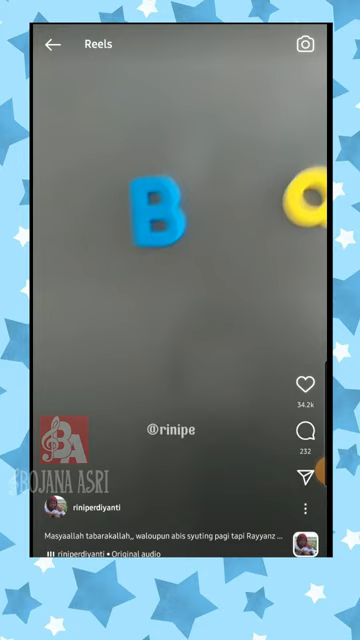 Reels
B
@rinipe
34.2k
232
BA
BOJANA ASRI
riniperdiyanti
Masyaallah tabarakallah,, waloupun abis syuting pagi tapi Rayyanz ...
riniperdiyanti • Original audio